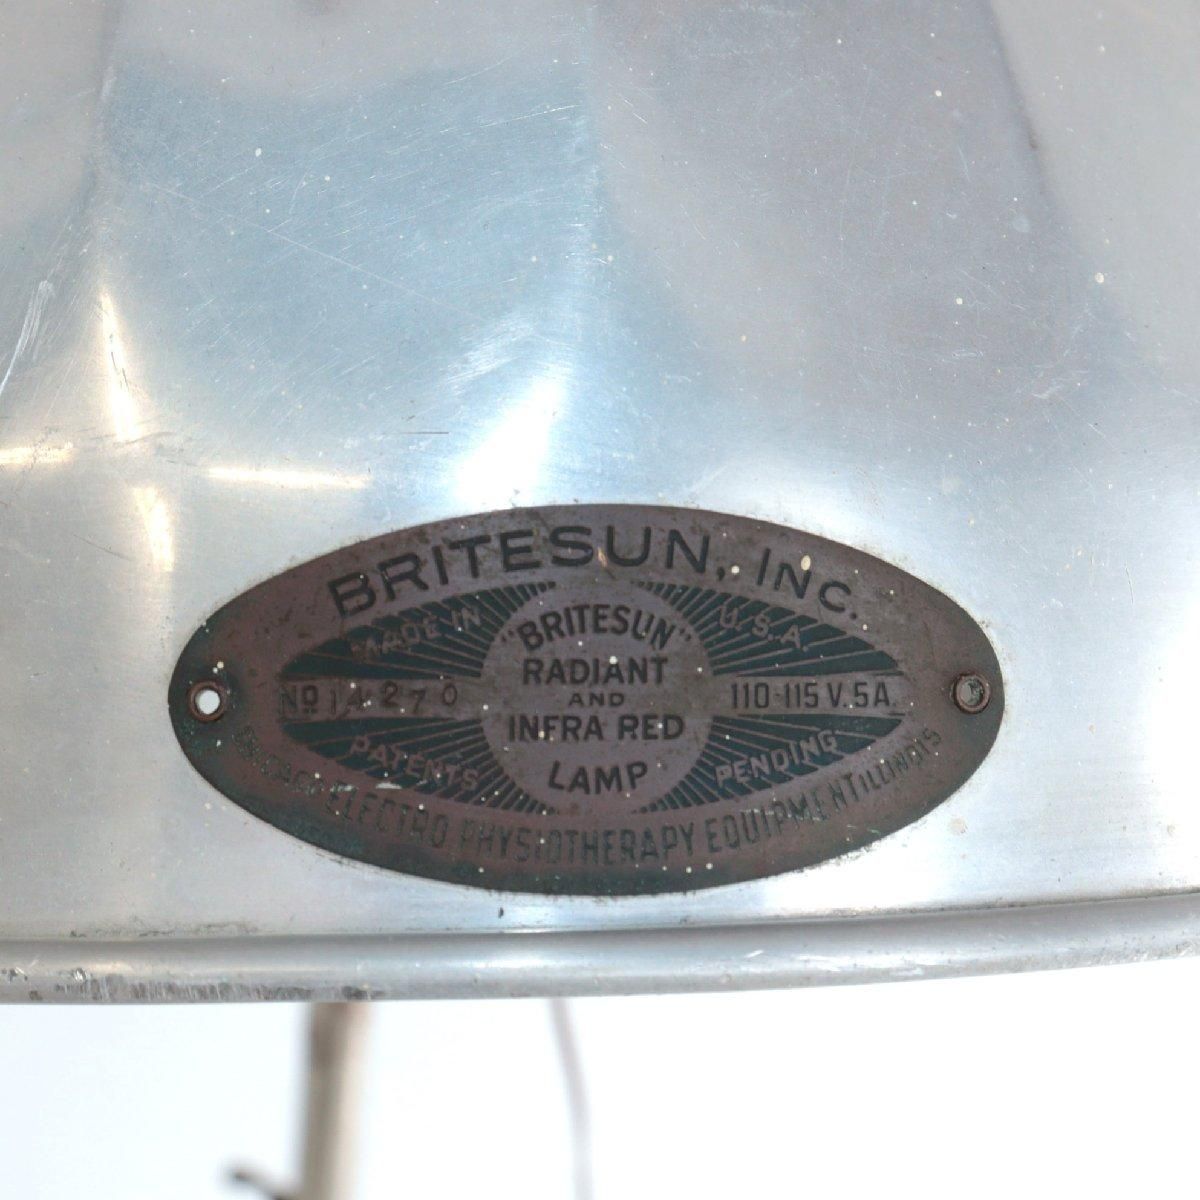 BRITESUN, INC.
MADE IN U.S.A.
"BRITESUN"
RADIANT
AND
INFRA RED
LAMP
No 14270
110-115 V. 5A.
PATENTS PENDING
CHICAGO ELECTRO PHYSIOTHERAPY EQUIPMENT ILLINOIS